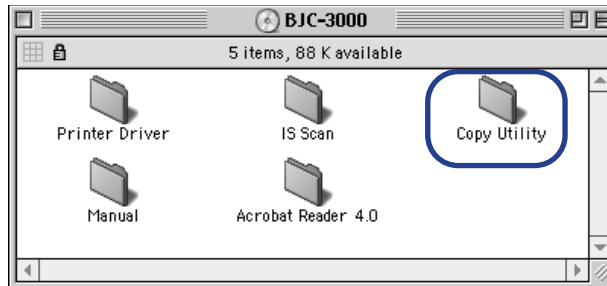 BJC-3000
5 items, 88 K available
Printer Driver IS Scan Copy Utility
Manual Acrobat Reader 4.0